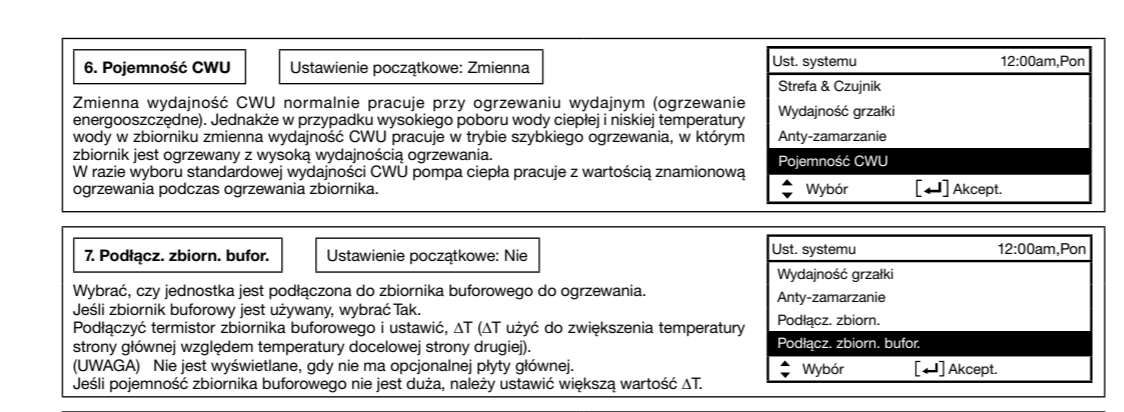 6. Pojemność CWU
Ustawienie początkowe: Zmienna
Zmienna wydajność CWU normalnie pracuje przy ogrzewaniu wydajnym (ogrzewanie
energooszczędne). Jednakże w przypadku wysokiego poboru wody ciepłej i niskiej temperatury
wody w zbiorniku zmienna wydajność CWU pracuje w trybie szybkiego ogrzewania, w którym
zbiornik jest ogrzewany z wysoką wydajnością ogrzewania.
W razie wyboru standardowej wydajności CWU pompa ciepła pracuje z wartością znamionową
ogrzewania podczas ogrzewania zbiornika.
Ust. systemu 12:00am,Pon
Strefa & Czujnik
Wydajność grzałki
Anty-zamarzanie
Pojemność CWU
Wybór [↵] Akcept.
7. Podłącz. zbiorn. bufor.
Ustawienie początkowe: Nie
Wybrać, czy jednostka jest podłączona do zbiornika buforowego do ogrzewania.
Jeśli zbiornik buforowy jest używany, wybrać Tak.
Podłączyć termistor zbiornika buforowego i ustawić, ΔT (ΔT użyć do zwiększenia temperatury
strony głównej względem temperatury docelowej strony drugiej).
(UWAGA) Nie jest wyświetlane, gdy nie ma opcjonalnej płyty głównej.
Jeśli pojemność zbiornika buforowego nie jest duża, należy ustawić większą wartość ΔT.
Ust. systemu 12:00am,Pon
Wydajność grzałki
Anty-zamarzanie
Podłącz. zbiorn.
Podłącz. zbiorn. bufor.
Wybór [↵] Akcept.